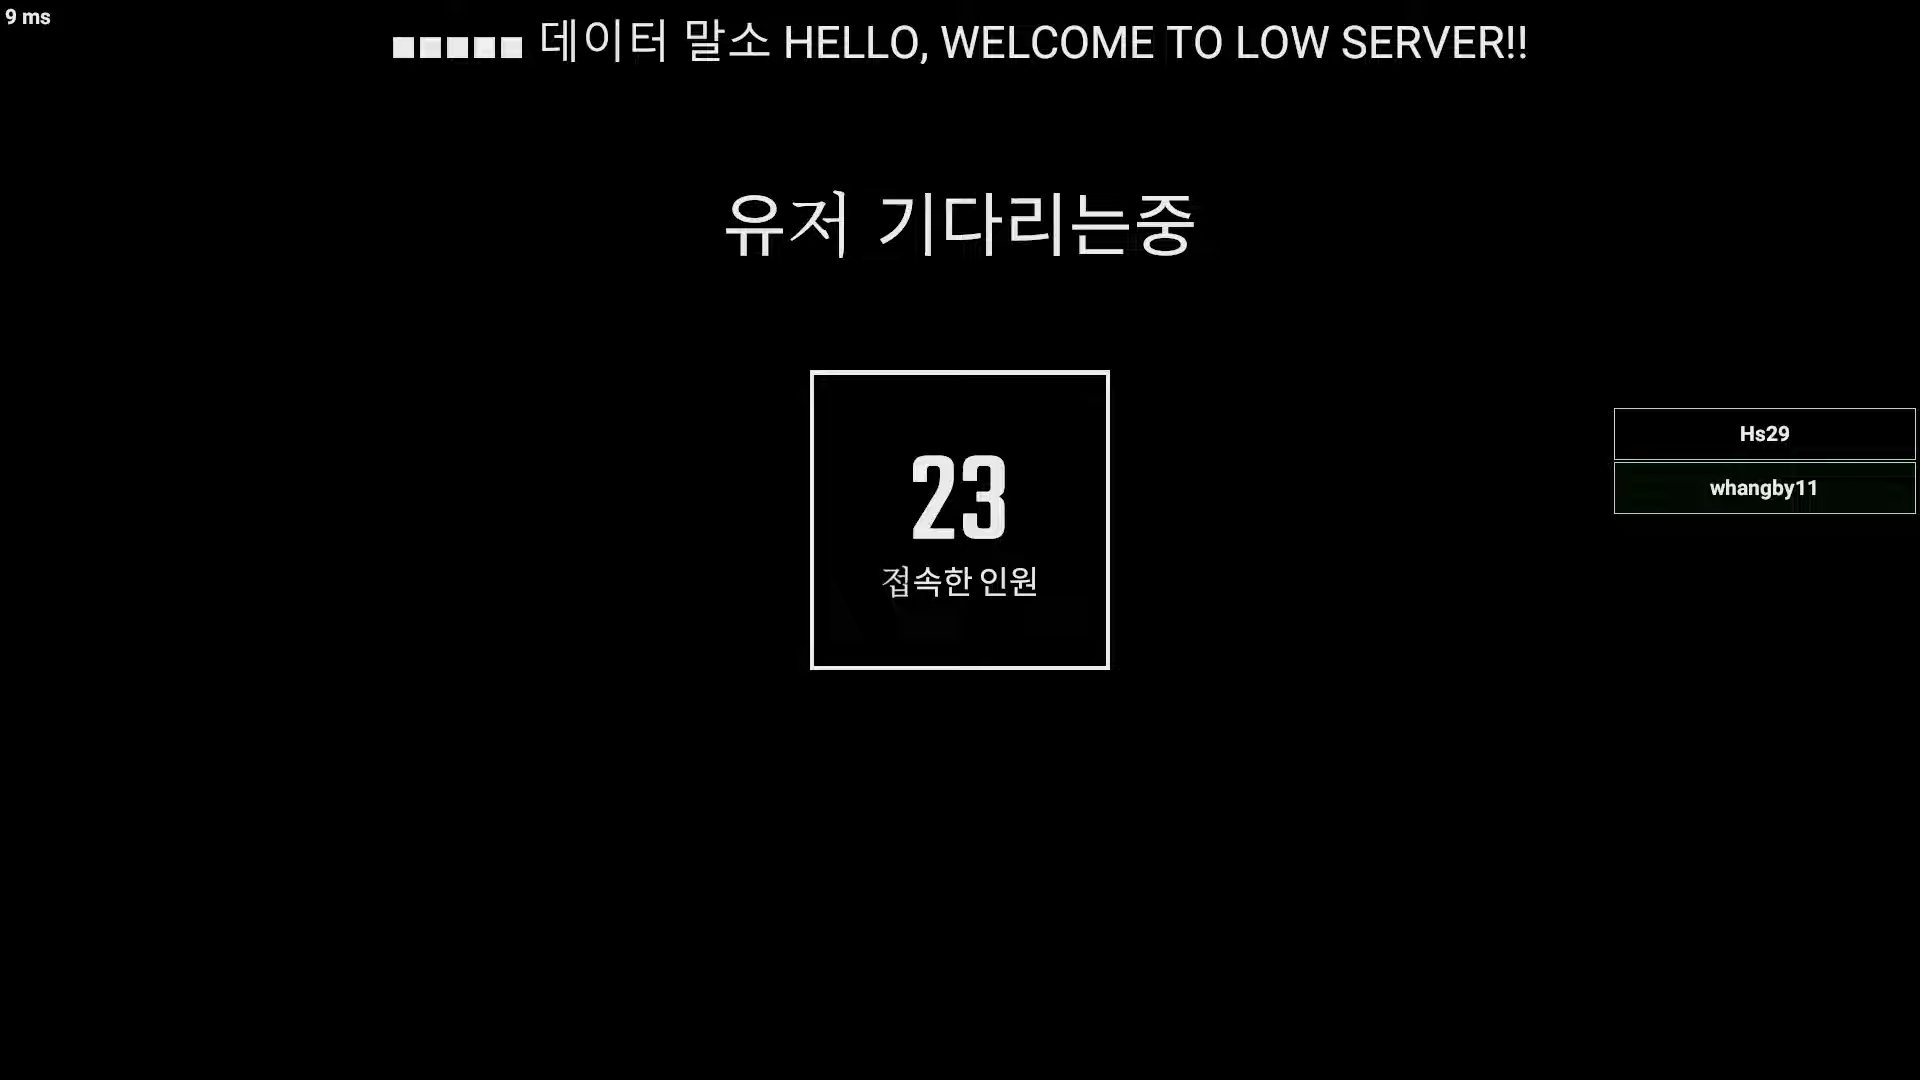 9 ms
■■■■■ 데이터 말소 HELLO, WELCOME TO LOW SERVER!!
유저 기다리는중
23
접속한 인원
Hs29
whangby11